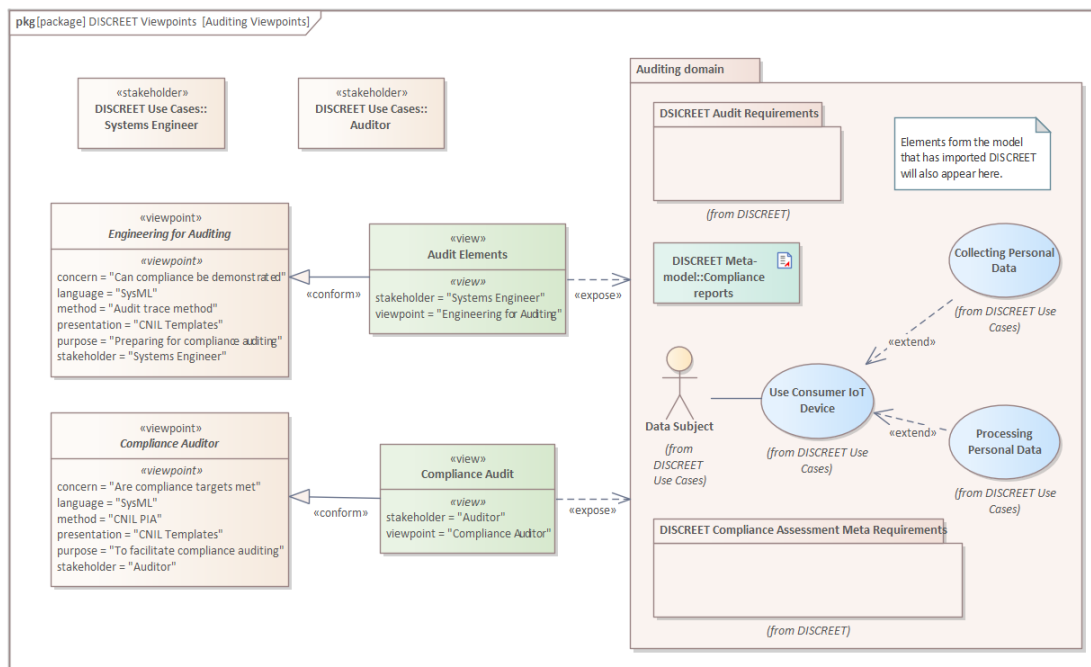 pkg[package] DISCREET Viewpoints [Auditing Viewpoints]
«stakeholder»
DISCREET Use Cases::
Systems Engineer
«stakeholder»
DISCREET Use Cases::
Auditor
«viewpoint»
Engineering for Auditing
«viewpoint»
concern = "Can compliance be demonstrated"
language = "SysML"
method = "Audit trace method"
presentation = "CNIL Templates"
purpose = "Preparing for compliance auditing"
stakeholder = "Systems Engineer"
«conform»
«view»
Audit Elements
«view»
stakeholder = "Systems Engineer"
viewpoint = "Engineering for Auditing"
«expose»
«viewpoint»
Compliance Auditor
«viewpoint»
concern = "Are compliance targets met"
language = "SysML"
method = "CNIL PIA"
presentation = "CNIL Templates"
purpose = "To facilitate compliance auditing"
stakeholder = "Auditor"
«conform»
«view»
Compliance Audit
«view»
stakeholder = "Auditor"
viewpoint = "Compliance Auditor"
«expose»
Auditing domain
DSICREET Audit Requirements
(from DISCREET)
Elements form the model
that has imported DISCREET
will also appear here.
DISCREET Meta-
model::Compliance
reports
Collecting Personal
Data
(from DISCREET Use
Cases)
«extend»
Data Subject
(from
DISCREET
Use Cases)
Use Consumer IoT
Device
(from DISCREET Use
Cases)
«extend»
Processing
Personal Data
(from DISCREET Use
Cases)
DISCREET Compliance Assessment Meta Requirements
(from DISCREET)